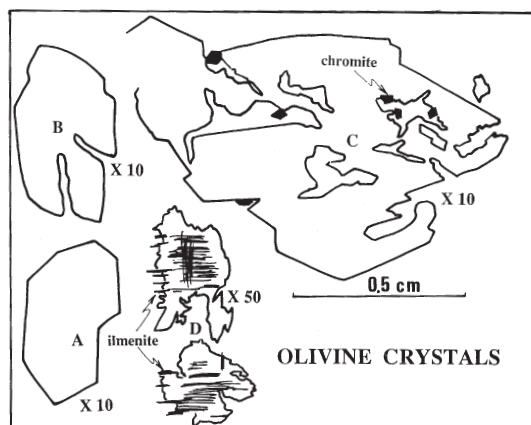 chromite
B
C
X 10
X 10
0.5 cm
X 50
A
ilmenite
D
OLIVINE CRYSTALS
X 10